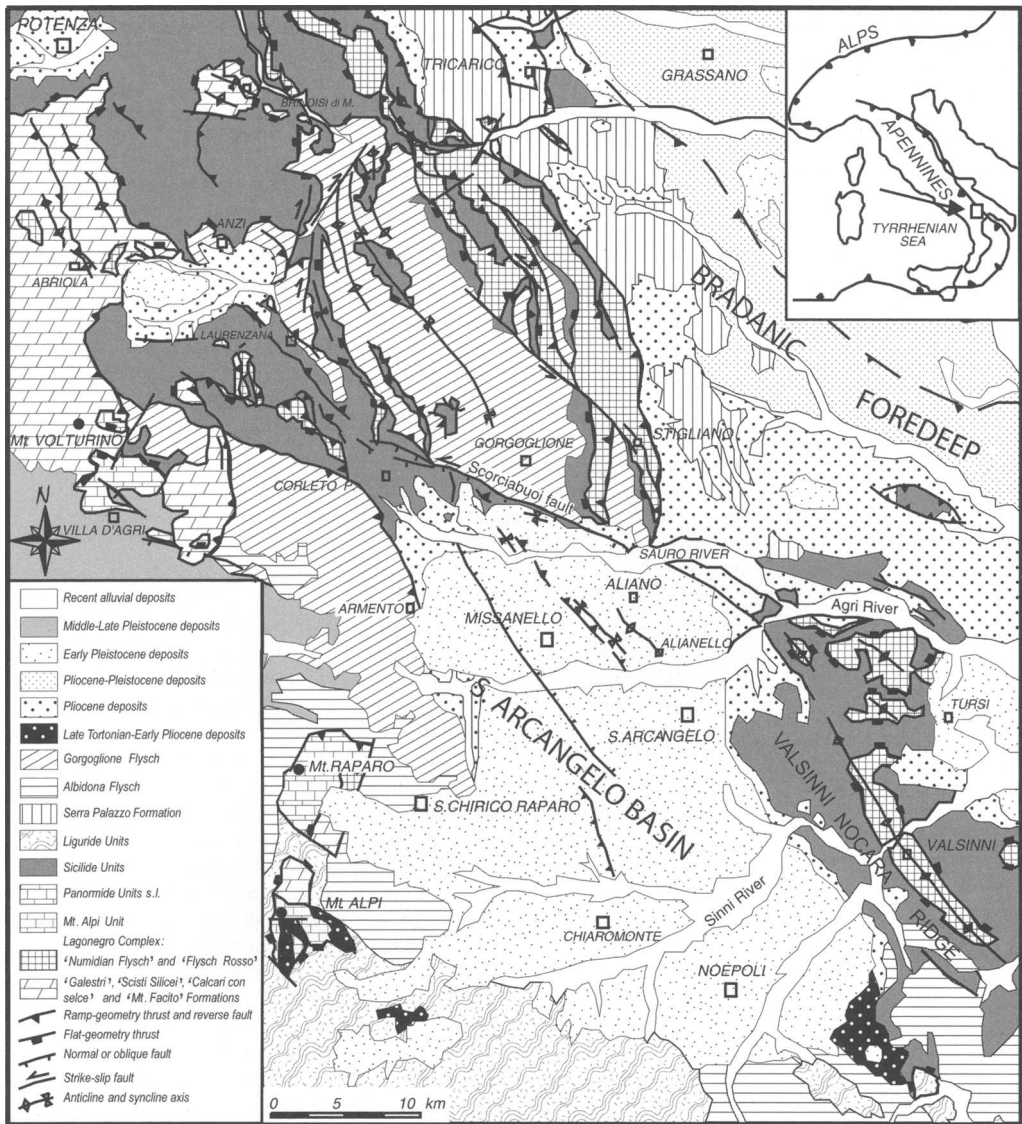 POTENZA
TRICARICO
GRASSANO
BRINDISI di M.
ALPS
APENNINES
TYRRHENIAN
SEA
ANZI
ABRIOLA
BRADANIC
FOREDEEP
LAURENZANA
Mt VOLTURINO
GORGOGLIONE
STIGLIANO
CORLETO P.
Scorciabuoi fault
N
VILLA D'AGRI
SAURO RIVER
ARMENTO
ALIANO
Agri River
MISSANELLO
ALIANELLO
S. ARCANGELO BASIN
S.ARCANGELO
TURSI
Mt.RAPARO
S.CHIRICO RAPARO
VALSINNI NOCARA RIDGE
VALSINNI
Mt ALPI
Sinni River
CHIAROMONTE
NOEPOLI
Recent alluvial deposits
Middle-Late Pleistocene deposits
Early Pleistocene deposits
Pliocene-Pleistocene deposits
Pliocene deposits
Late Tortonian-Early Pliocene deposits
Gorgoglione Flysch
Albidona Flysch
Serra Palazzo Formation
Liguride Units
Sicilide Units
Panormide Units s.l.
Mt. Alpi Unit
Lagonegro Complex:
'Numidian Flysch' and 'Flysch Rosso'
'Galestri', 'Scisti Silicei', 'Calcari con
selce' and 'Mt. Facito' Formations
Ramp-geometry thrust and reverse fault
Flat-geometry thrust
Normal or oblique fault
Strike-slip fault
Anticline and syncline axis
0 5 10 km